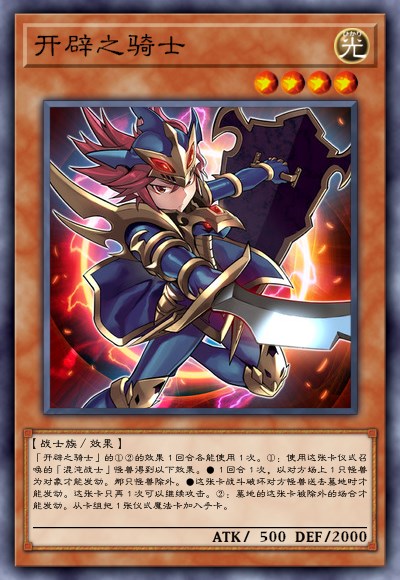 开辟之骑士
光
ひかり
【战士族/效果】
「开辟之骑士」的①②的效果1回合各能使用1次。①：使用这张卡仪式召
唤的「混沌战士」怪兽得到以下效果。●1回合1次，以对方场上1只怪兽
为对象才能发动。那只怪兽除外。●这张卡战斗破坏对方怪兽送去墓地时才
能发动。这张卡只再1次可以继续攻击。②：墓地的这张卡被除外的场合才
能发动。从卡组把1张仪式魔法卡加入手卡。
ATK/ 500 DEF/2000